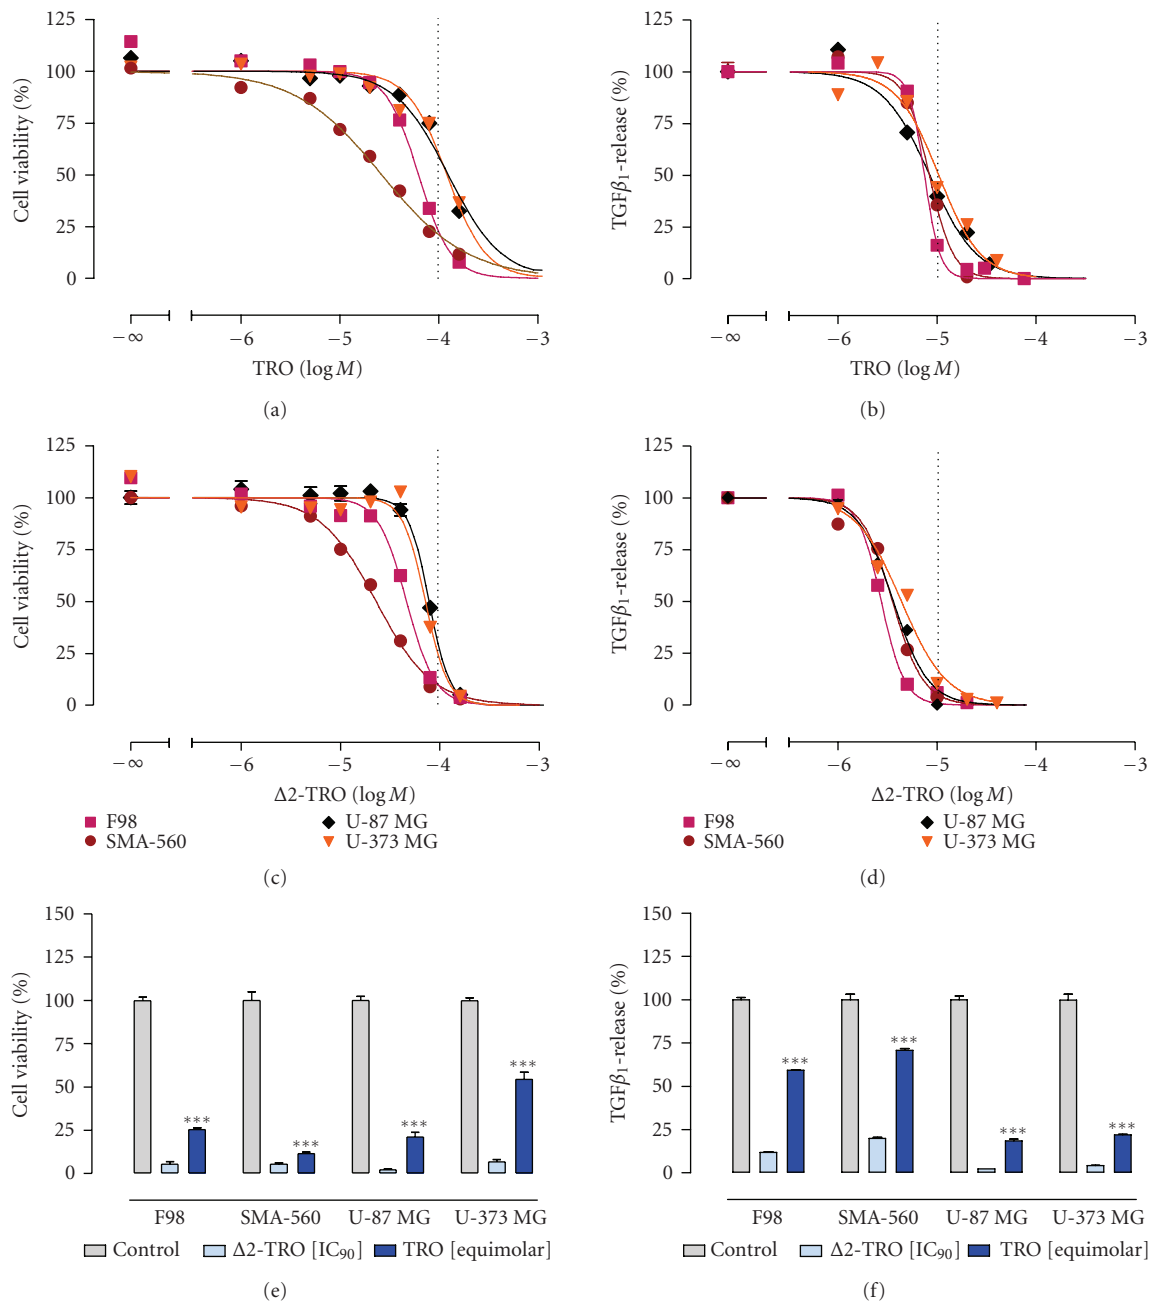 125
100
75
50
25
0
Cell viability (%)
−∞ −6 −5 −4 −3
TRO (log M)
(a)
125
100
75
50
25
0
TGFβ1-release (%)
−∞ −6 −5 −4 −3
TRO (log M)
(b)
125
100
75
50
25
0
Cell viability (%)
−∞ −6 −5 −4 −3
Δ2-TRO (log M)
F98 U-87 MG
SMA-560 U-373 MG
(c)
125
100
75
50
25
0
TGFβ1-release (%)
−∞ −6 −5 −4 −3
Δ2-TRO (log M)
F98 U-87 MG
SMA-560 U-373 MG
(d)
150
125
100
75
50
25
0
Cell viability (%)
*** *** *** ***
F98 SMA-560 U-87 MG U-373 MG
Control Δ2-TRO [IC90] TRO [equimolar]
(e)
150
125
100
75
50
25
0
TGFβ1-release (%)
*** *** *** ***
F98 SMA-560 U-87 MG U-373 MG
Control Δ2-TRO [IC90] TRO [equimolar]
(f)